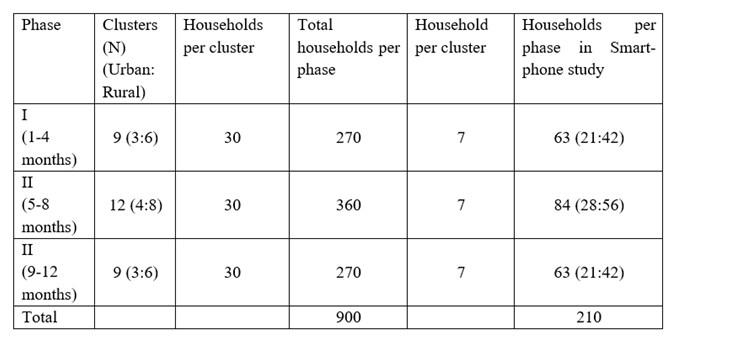 Phase
Clusters
(N)
(Urban:
Rural)
Households
per cluster
Total
households per
phase
Household
per cluster
Households per
phase in Smart-
phone study
I
(1-4
months)
9 (3:6)
30
270
7
63 (21:42)
II
(5-8
months)
12 (4:8)
30
360
7
84 (28:56)
II
(9-12
months)
9 (3:6)
30
270
7
63 (21:42)
Total
900
210